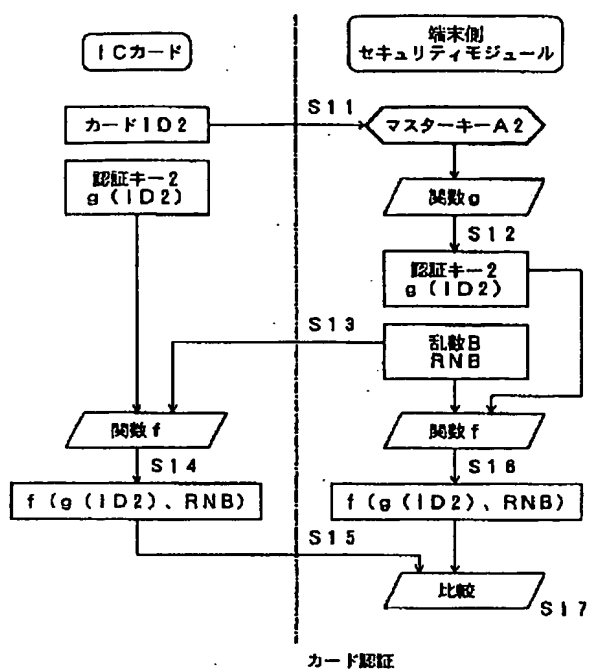 ICカード
端末側
セキュリティモジュール
カードID2
S11
マスターキーA2
認証キー2
g(ID2)
関数g
S12
認証キー2
g(ID2)
S13
乱数B
RNB
関数f
関数f
S14
S16
f(g(ID2)、RNB)
f(g(ID2)、RNB)
S15
比較
S17
カード認証